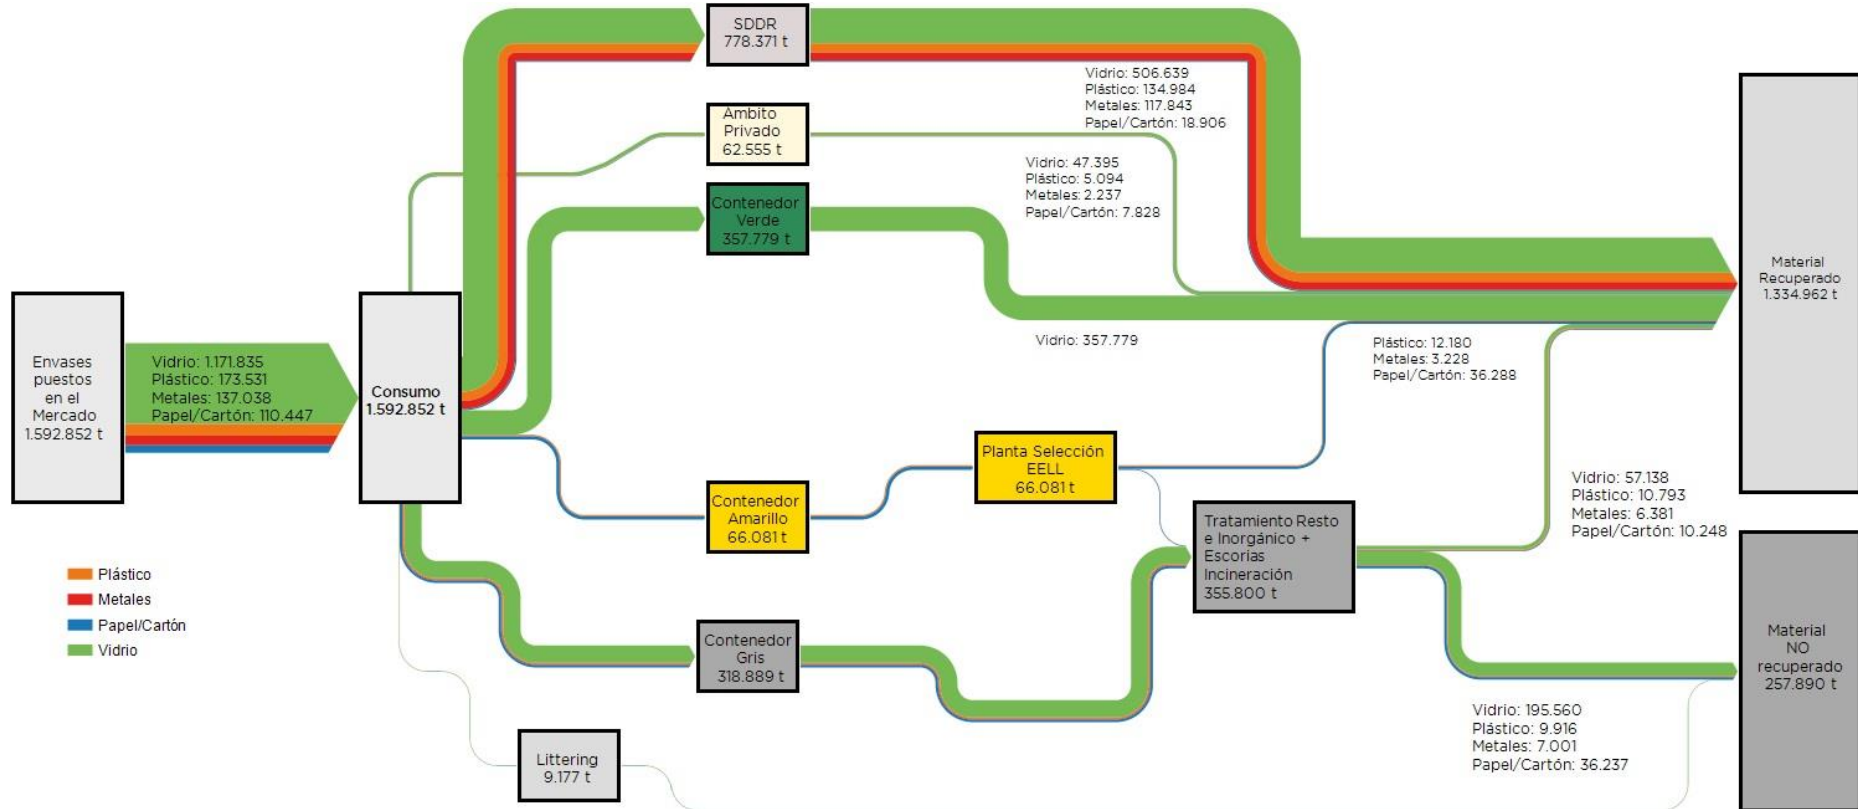 SDDR
778.371 t
Vidrio: 506.639
Plástico: 134.984
Metales: 117.843
Papel/Cartón: 18.906
Ambito
Privado
62.555 t
Vidrio: 47.395
Plástico: 5.094
Metales: 2.237
Papel/Cartón: 7.828
Contenedor
Verde
357.779 t
Vidrio: 357.779
Material
Recuperado
1.334.962 t
Envases
puestos
en el
Mercado
1.592.852 t
Vidrio: 1.171.835
Plástico: 173.531
Metales: 137.038
Papel/Cartón: 110.447
Consumo
1.592.852 t
Plástico: 12.180
Metales: 3.228
Papel/Cartón: 36.288
Planta Selección
EELL
66.081 t
Contenedor
Amarillo
66.081 t
Vidrio: 57.138
Plástico: 10.793
Metales: 6.381
Papel/Cartón: 10.248
Tratamiento Resto
e Inorgánico +
Escorías
Incineración
355.800 t
Plástico
Metales
Papel/Cartón
Vidrio
Contenedor
Gris
318.889 t
Material
NO
recuperado
257.890 t
Vidrio: 195.560
Plástico: 9.916
Metales: 7.001
Papel/Cartón: 36.237
Littering
9.177 t